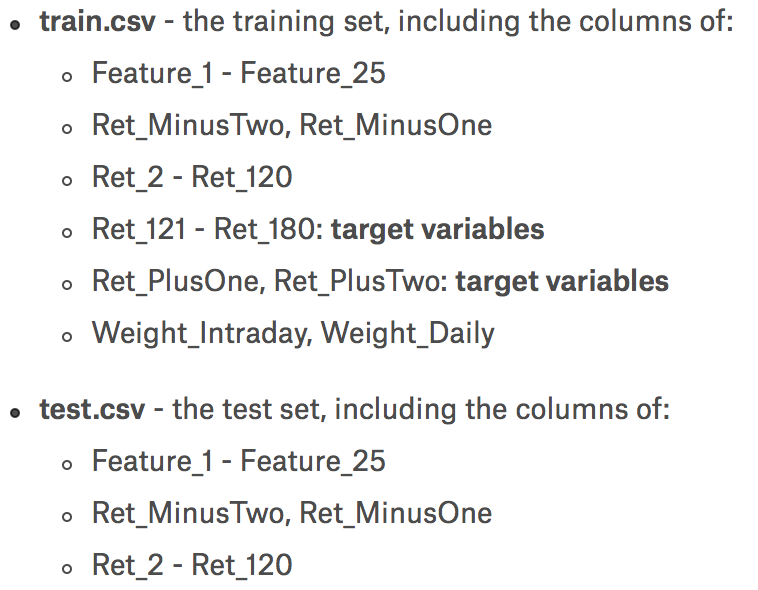 train.csv - the training set, including the columns of:
Feature_1 - Feature_25
Ret_MinusTwo, Ret_MinusOne
Ret_2 - Ret_120
Ret_121 - Ret_180: target variables
Ret_PlusOne, Ret_PlusTwo: target variables
Weight_Intraday, Weight_Daily
test.csv - the test set, including the columns of:
Feature_1 - Feature_25
Ret_MinusTwo, Ret_MinusOne
Ret_2 - Ret_120